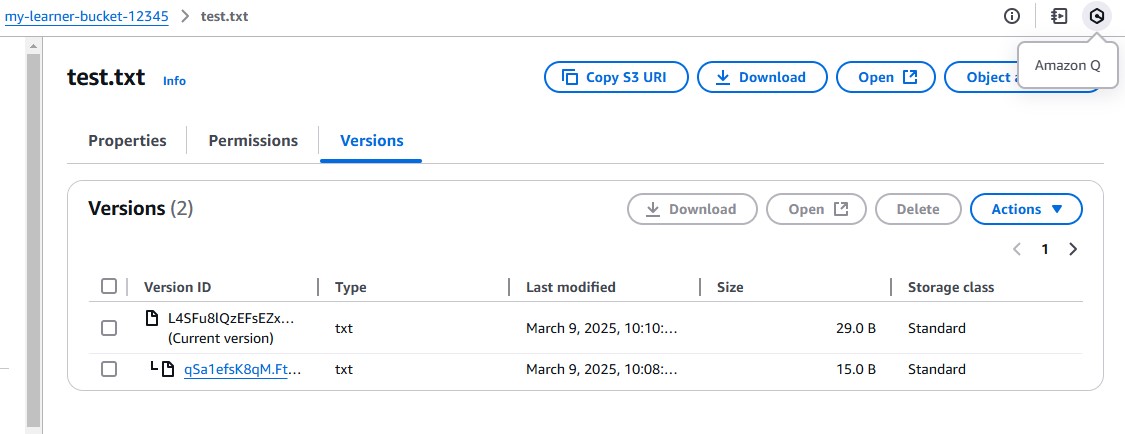 my-learner-bucket-12345 > test.txt
Amazon Q
test.txt Info Copy S3 URI Download Open Object a
Properties Permissions Versions
Versions (2) Download Open Delete Actions
1
Version ID Type Last modified Size Storage class
L4SFu8lQzEFsEZx...
(Current version)
txt March 9, 2025, 10:10:... 29.0 B Standard
qSa1efsK8qM.Ft... txt March 9, 2025, 10:08:... 15.0 B Standard